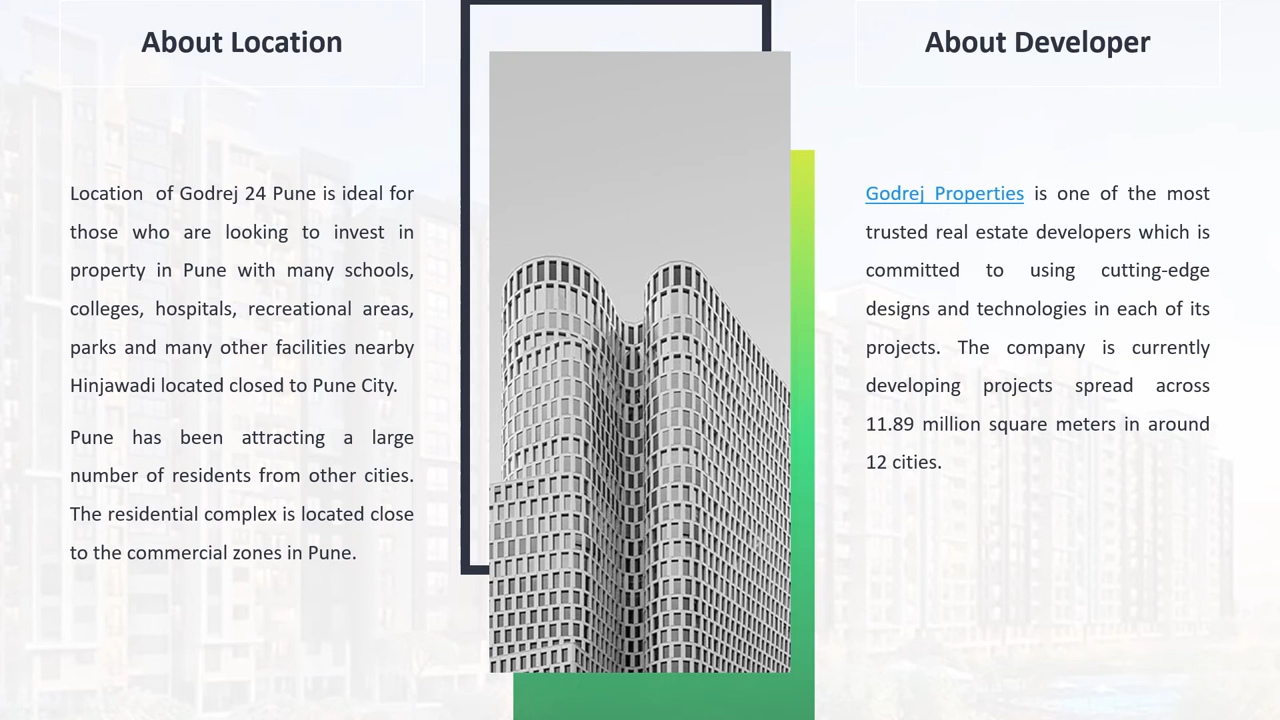 About Location
Location of Godrej 24 Pune is ideal for
those who are looking to invest in
property in Pune with many schools,
colleges, hospitals, recreational areas,
parks and many other facilities nearby
Hinjawadi located closed to Pune City.
Pune has been attracting a large
number of residents from other cities.
The residential complex is located close
to the commercial zones in Pune.
About Developer
Godrej Properties is one of the most
trusted real estate developers which is
committed to using cutting-edge
designs and technologies in each of its
projects. The company is currently
developing projects spread across
11.89 million square meters in around
12 cities.